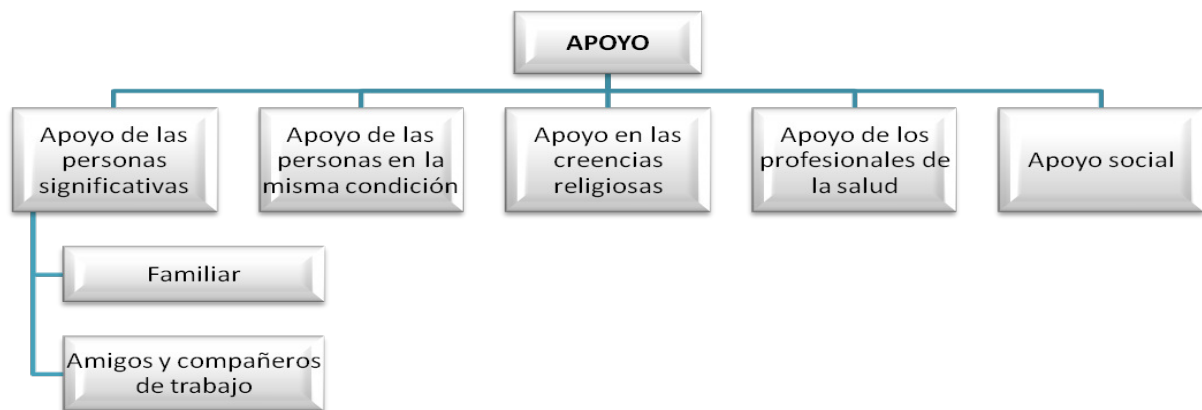 APOYO
Apoyo de las
personas
significativas
Apoyo de las
personas en la
misma condición
Apoyo en las
creencias
religiosas
Apoyo de los
profesionales de
la salud
Apoyo social
Familiar
Amigos y compañeros
de trabajo